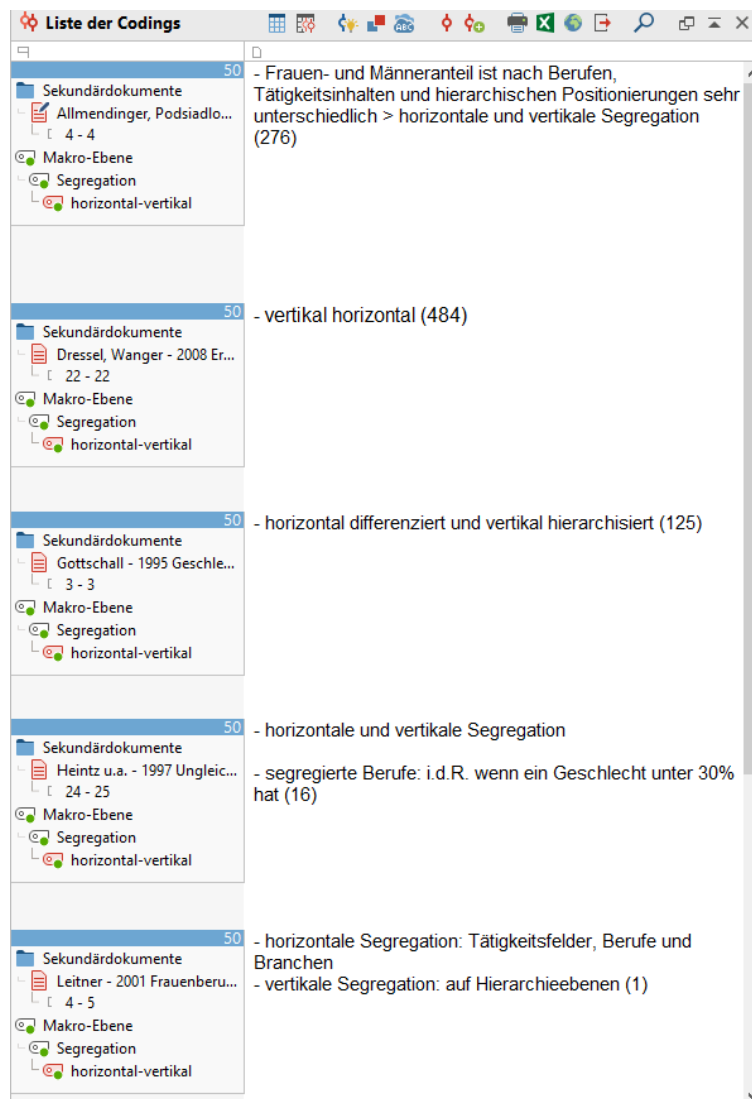 Liste der Codings
ABC
50
Sekundärdokumente
Allmendinger, Podsiadlo...
4 - 4
Makro-Ebene
Segregation
horizontal-vertikal
- Frauen- und Männeranteil ist nach Berufen,
Tätigkeitsinhalten und hierarchischen Positionierungen sehr
unterschiedlich > horizontale und vertikale Segregation
(276)
50
Sekundärdokumente
Dressel, Wanger - 2008 Er...
22 - 22
Makro-Ebene
Segregation
horizontal-vertikal
- vertikal horizontal (484)
50
Sekundärdokumente
Gottschall - 1995 Geschle...
3 - 3
Makro-Ebene
Segregation
horizontal-vertikal
- horizontal differenziert und vertikal hierarchisiert (125)
50
Sekundärdokumente
Heintz u.a. - 1997 Ungleic...
24 - 25
Makro-Ebene
Segregation
horizontal-vertikal
- horizontale und vertikale Segregation
- segregierte Berufe: i.d.R. wenn ein Geschlecht unter 30%
hat (16)
50
Sekundärdokumente
Leitner - 2001 Frauenberu...
4 - 5
Makro-Ebene
Segregation
horizontal-vertikal
- horizontale Segregation: Tätigkeitsfelder, Berufe und
Branchen
- vertikale Segregation: auf Hierarchieebenen (1)